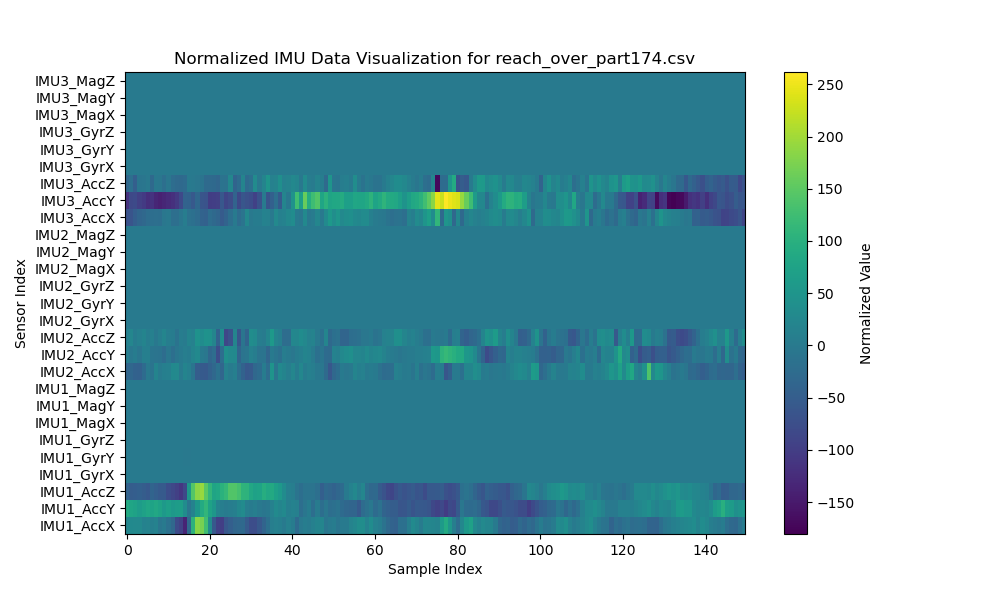 Normalized IMU Data Visualization for reach_over_part174.csv
IMU3_MagZ
IMU3_MagY
IMU3_MagX
IMU3_GyrZ
IMU3_GyrY
IMU3_GyrX
IMU3_AccZ
IMU3_AccY
IMU3_AccX
IMU2_MagZ
IMU2_MagY
IMU2_MagX
IMU2_GyrZ
IMU2_GyrY
IMU2_GyrX
IMU2_AccZ
IMU2_AccY
IMU2_AccX
IMU1_MagZ
IMU1_MagY
IMU1_MagX
IMU1_GyrZ
IMU1_GyrY
IMU1_GyrX
IMU1_AccZ
IMU1_AccY
IMU1_AccX
Sensor Index
0 20 40 60 80 100 120 140
Sample Index
250
200
150
100
50
0
−50
−100
−150
Normalized Value